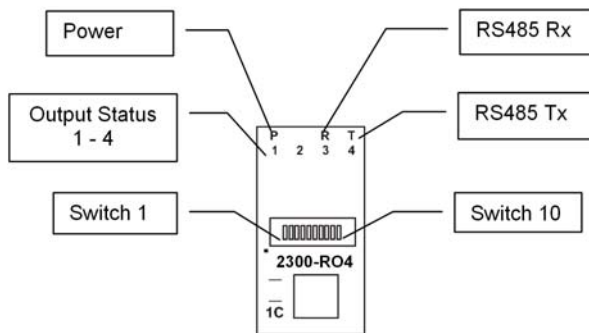 Power
RS485 Rx
Output Status
1 - 4
RS485 Tx
P R T
1 2 3 4
Switch 1
Switch 10
* 2300-RO4
1C